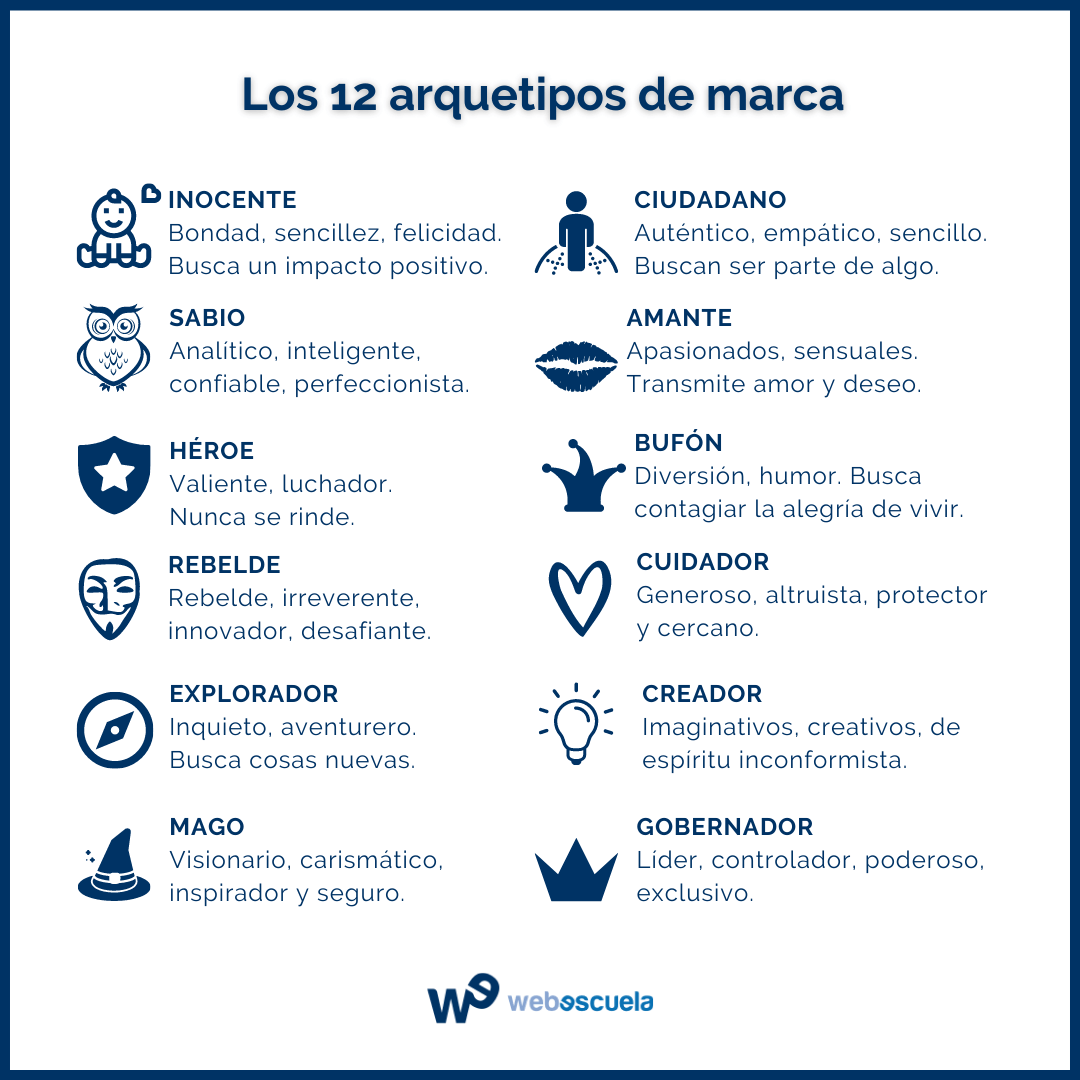 Los 12 arquetipos de marca
INOCENTE
Bondad, sencillez, felicidad.
Busca un impacto positivo.
SABIO
Analítico, inteligente,
confiable, perfeccionista.
HÉROE
Valiente, luchador.
Nunca se rinde.
REBELDE
Rebelde, irreverente,
innovador, desafiante.
EXPLORADOR
Inquieto, aventurero.
Busca cosas nuevas.
MAGO
Visionario, carismático,
inspirador y seguro.
CIUDADANO
Auténtico, empático, sencillo.
Buscan ser parte de algo.
AMANTE
Apasionados, sensuales.
Transmite amor y deseo.
BUFÓN
Diversión, humor. Busca
contagiar la alegría de vivir.
CUIDADOR
Generoso, altruista, protector
y cercano.
CREADOR
Imaginativos, creativos, de
espíritu inconformista.
GOBERNADOR
Líder, controlador, poderoso,
exclusivo.
We webescuela